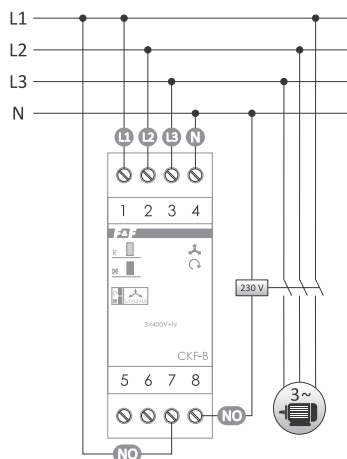 L1
L2
L3
N
L1 L2 L3 N
1 2 3 4
F&F
R
230 V
3×400V+N
CKF-B
5 6 7 8
3~
NO
NO